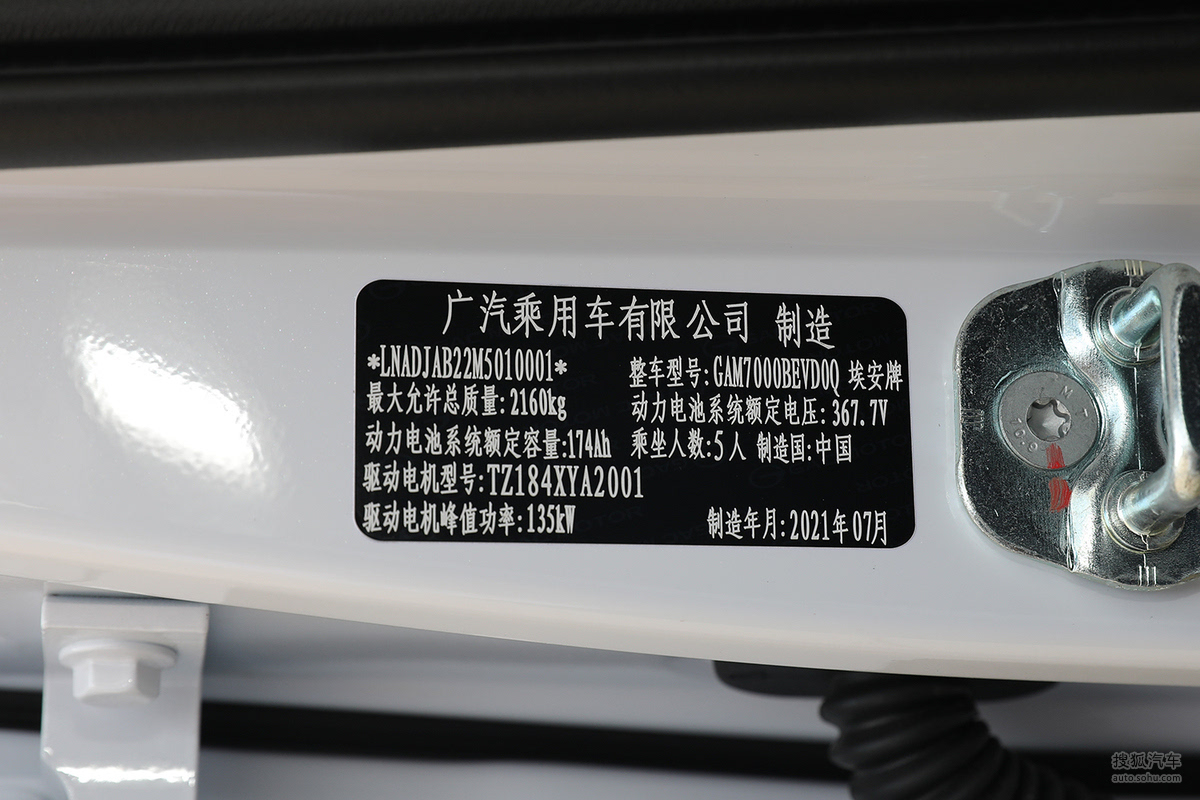 广汽乘用车有限公司 制造
*LNADJAB22M5010001* 整车型号:GAM7000BEVD0Q 埃安牌
最大允许总质量:2160kg 动力电池系统额定电压:367.7V
动力电池系统额定容量:174Ah 乘坐人数:5人 制造国:中国
驱动电机型号:TZ184XYA2001
驱动电机峰值功率:135kW 制造年月:2021年07月
M T
10.9
搜狐汽车
auto.sohu.com